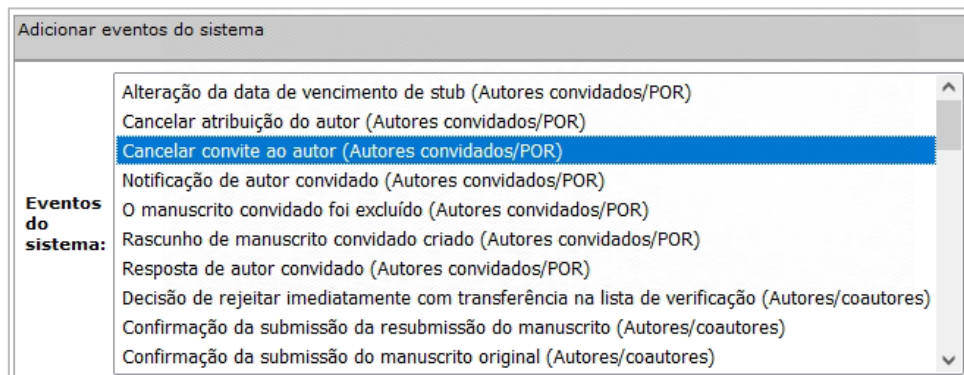 Adicionar eventos do sistema
Eventos
do
sistema:
Alteração da data de vencimento de stub (Autores convidados/POR)
Cancelar atribuição do autor (Autores convidados/POR)
Cancelar convite ao autor (Autores convidados/POR)
Notificação de autor convidado (Autores convidados/POR)
O manuscrito convidado foi excluído (Autores convidados/POR)
Rascunho de manuscrito convidado criado (Autores convidados/POR)
Resposta de autor convidado (Autores convidados/POR)
Decisão de rejeitar imediatamente com transferência na lista de verificação (Autores/coautores)
Confirmação da submissão da resubmissão do manuscrito (Autores/coautores)
Confirmação da submissão do manuscrito original (Autores/coautores)